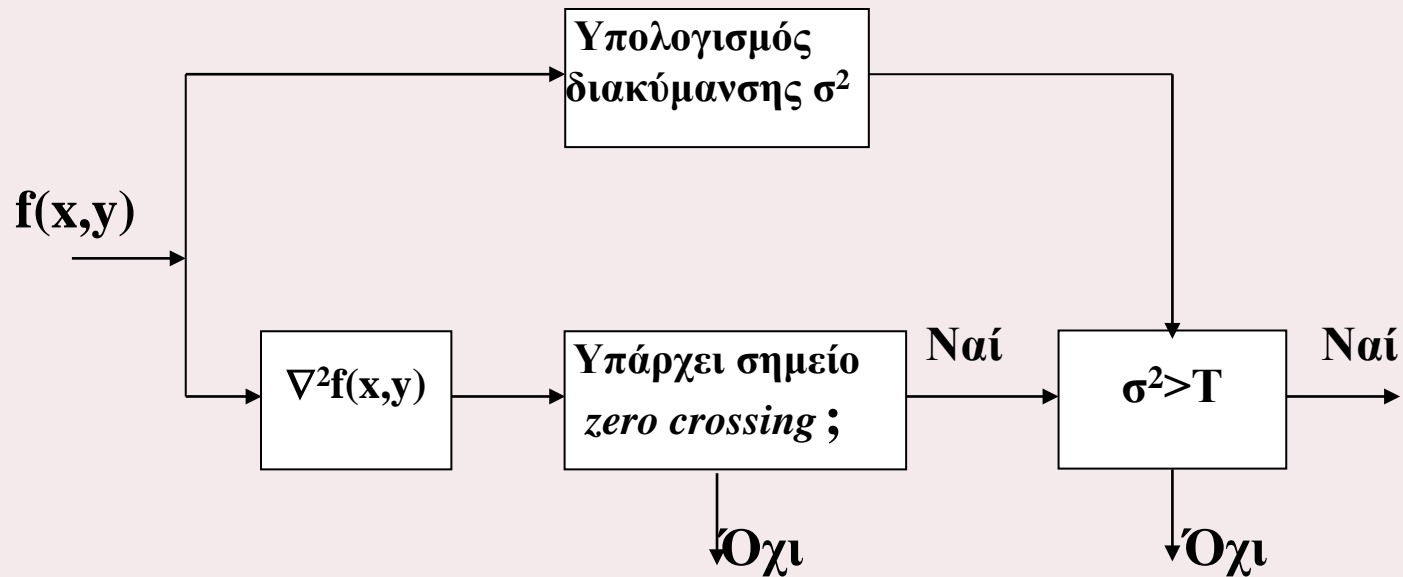 Υπολογισμός
διακύμανσης σ²
f(x,y)
∇²f(x,y)
Υπάρχει σημείο
zero crossing ;
Ναί
σ²>T
Ναί
Όχι
Όχι